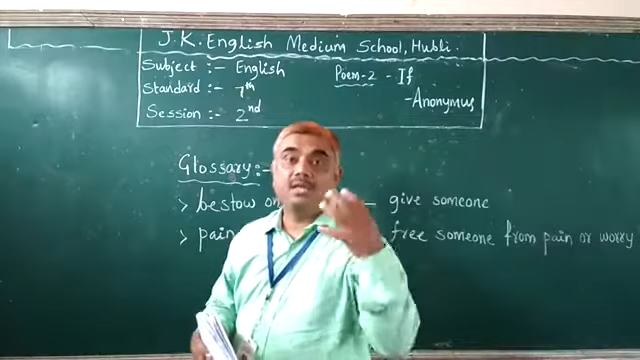 J.K. English Medium School, Hubli.
Subject :- English
Poem-2 - If
Standard :- 7th
- Anonymus
Session :- 2nd
Glossary :-
> bestow on - give someone
> pain free someone from pain or worry